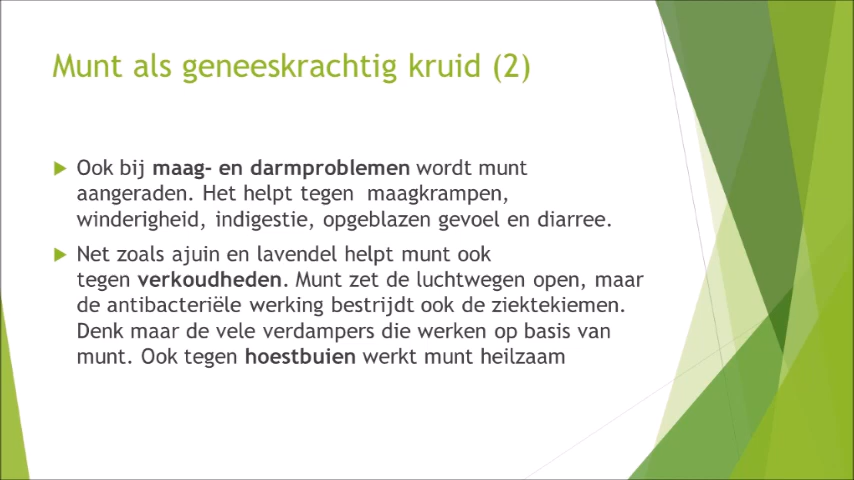 Munt als geneeskrachtig kruid (2)
Ook bij maag- en darmproblemen wordt munt
aangeraden. Het helpt tegen  maagkrampen,
winderigheid, indigestie, opgeblazen gevoel en diarree.
Net zoals ajuin en lavendel helpt munt ook
tegen verkoudheden. Munt zet de luchtwegen open, maar
de antibacteriële werking bestrijdt ook de ziektekiemen.
Denk maar de vele verdampers die werken op basis van
munt. Ook tegen hoestbuien werkt munt heilzaam